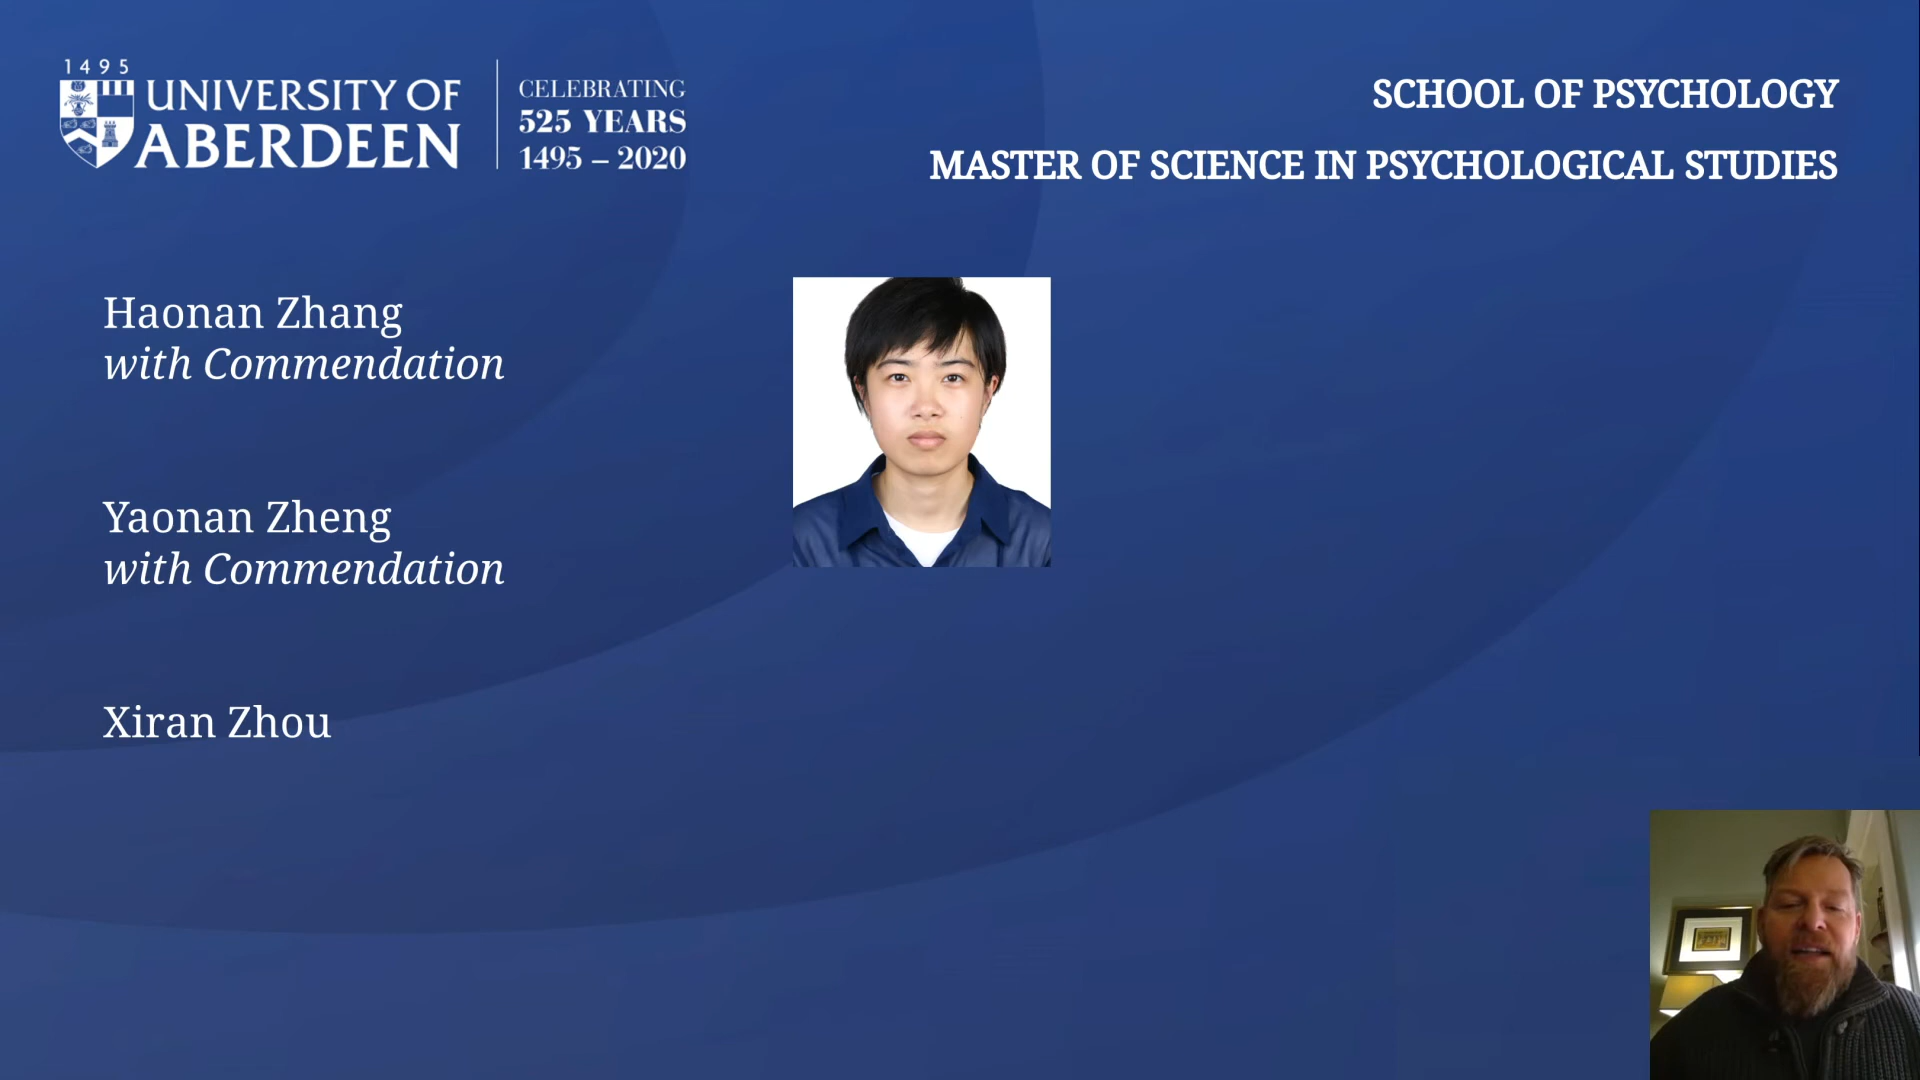 1495
UNIVERSITY OF
ABERDEEN
CELEBRATING
525 YEARS
1495 – 2020
SCHOOL OF PSYCHOLOGY
MASTER OF SCIENCE IN PSYCHOLOGICAL STUDIES
Haonan Zhang
with Commendation
Yaonan Zheng
with Commendation
Xiran Zhou